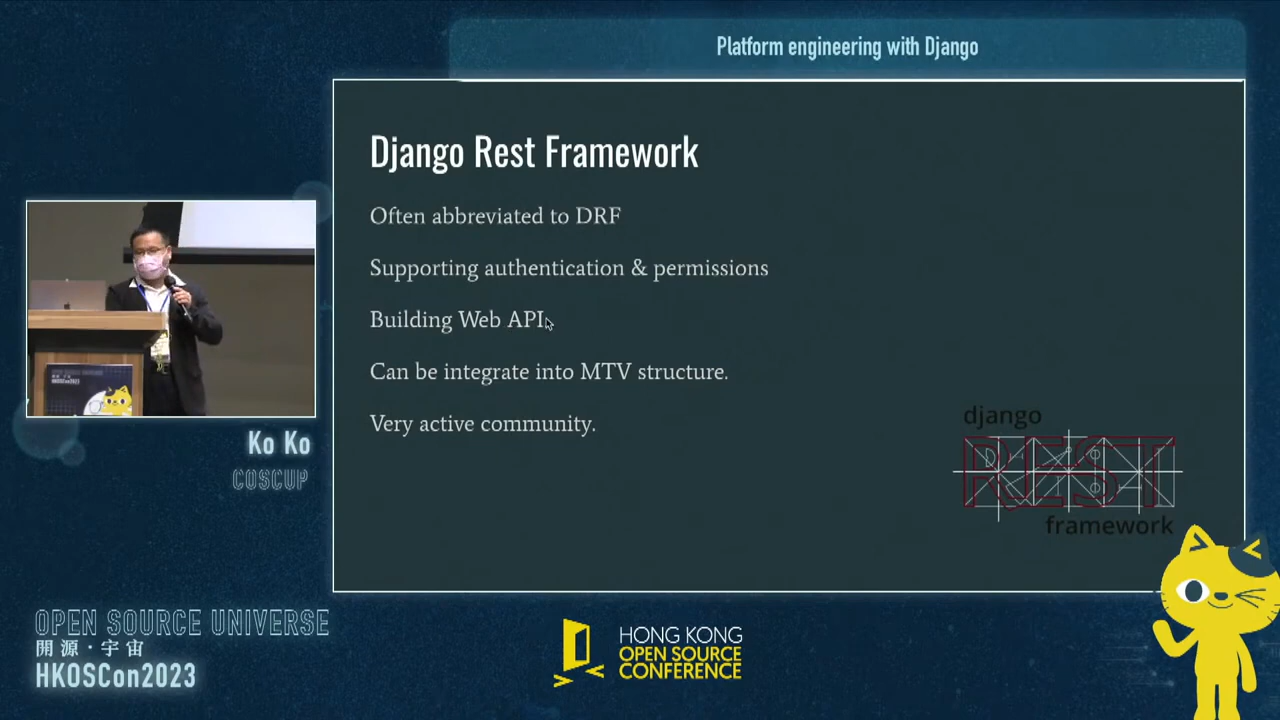 Platform engineering with Django
Django Rest Framework
Often abbreviated to DRF
Supporting authentication & permissions
Building Web API
Can be integrate into MTV structure.
Very active community.
django
REST
framework
Ko Ko
COSCUP
OPEN SOURCE UNIVERSE
開源·宇宙
HKOSCon2023
HONG KONG
OPEN SOURCE
CONFERENCE